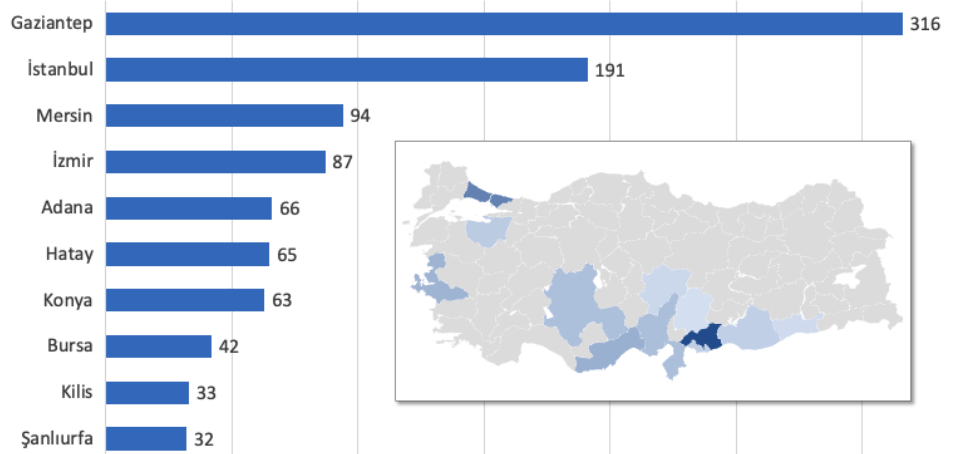 Gaziantep 316
İstanbul 191
Mersin 94
İzmir 87
Adana 66
Hatay 65
Konya 63
Bursa 42
Kilis 33
Şanlıurfa 32